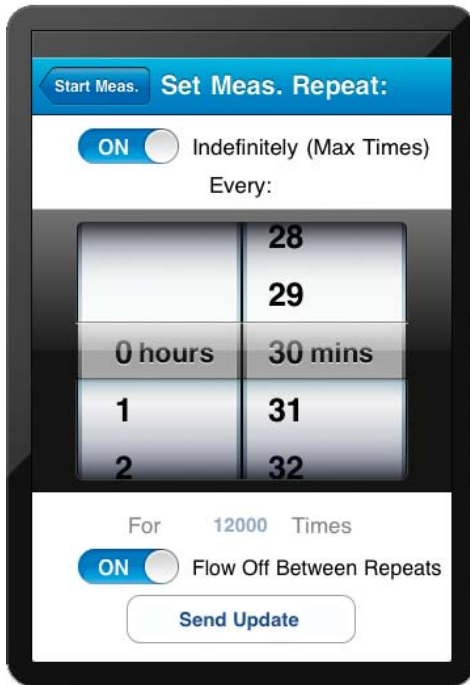 Start Meas.
Set Meas. Repeat:
ON Indefinitely (Max Times)
Every:
28
29
0 hours 30 mins
1 31
2 32
For 12000 Times
ON Flow Off Between Repeats
Send Update